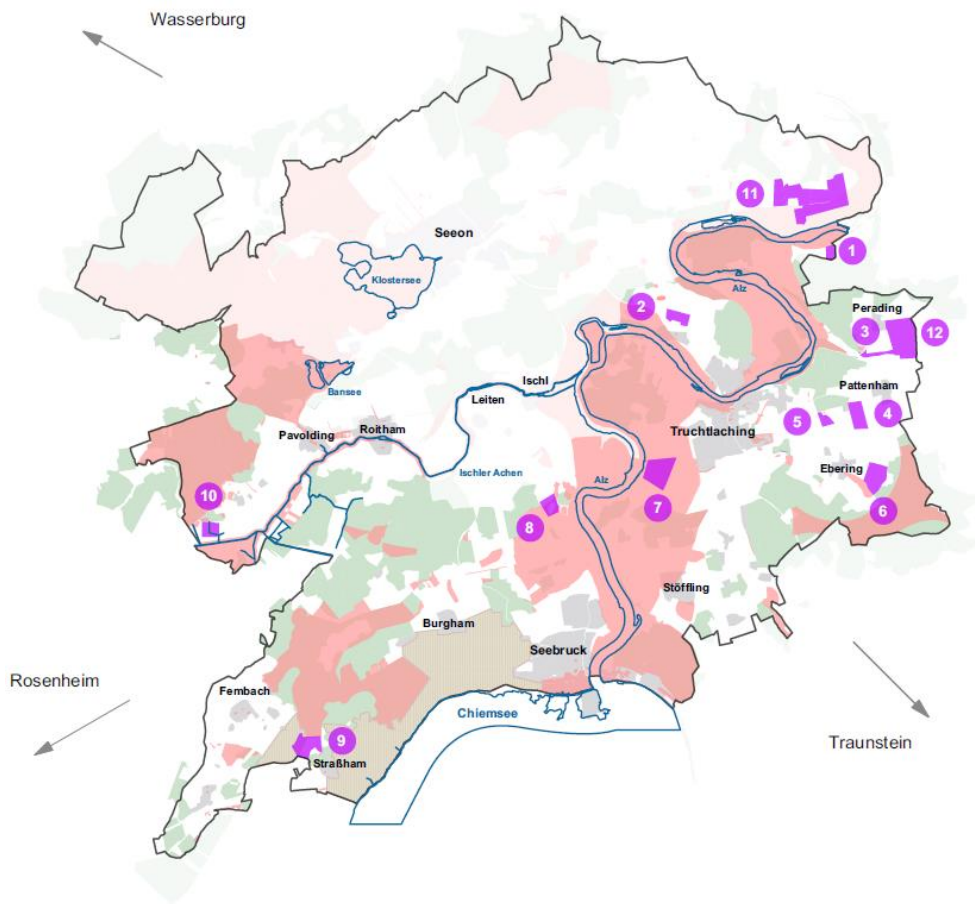 Wasserburg
11
Seeon
1
Klostersee
Alz
2
Perading
3
12
Ischl
Pattenham
Bansee
Leiten
5
4
Pavolding
Roitham
Truchtlaching
Ischler Achen
Alz
Ebering
10
7
6
8
Stöffling
Burgham
Seebruck
Rosenheim
Fembach
Chiemsee
9
Traunstein
Straßham